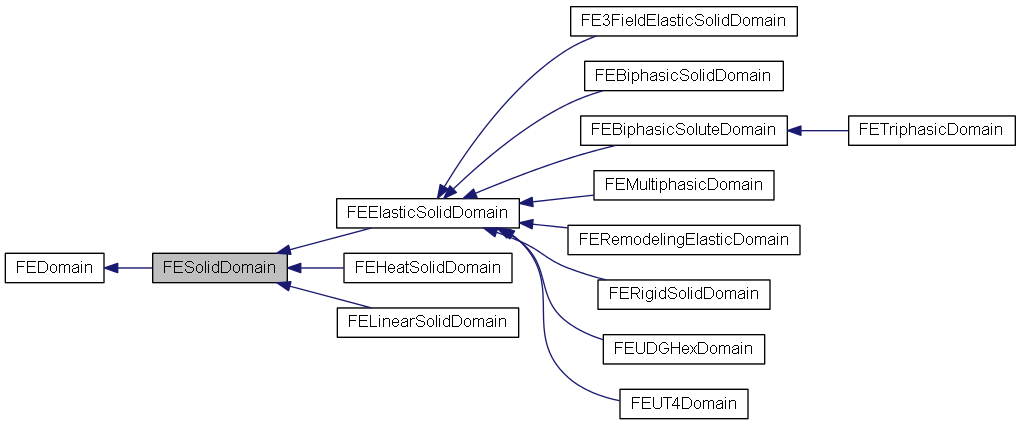 FE3FieldElasticSolidDomain
FEBiphasicSolidDomain
FEBiphasicSoluteDomain
FETriphasicDomain
FEMultiphasicDomain
FEElasticSolidDomain
FERemodelingElasticDomain
FEDomain
FESolidDomain
FEHeatSolidDomain
FERigidSolidDomain
FELinearSolidDomain
FEUDGHexDomain
FEUT4Domain